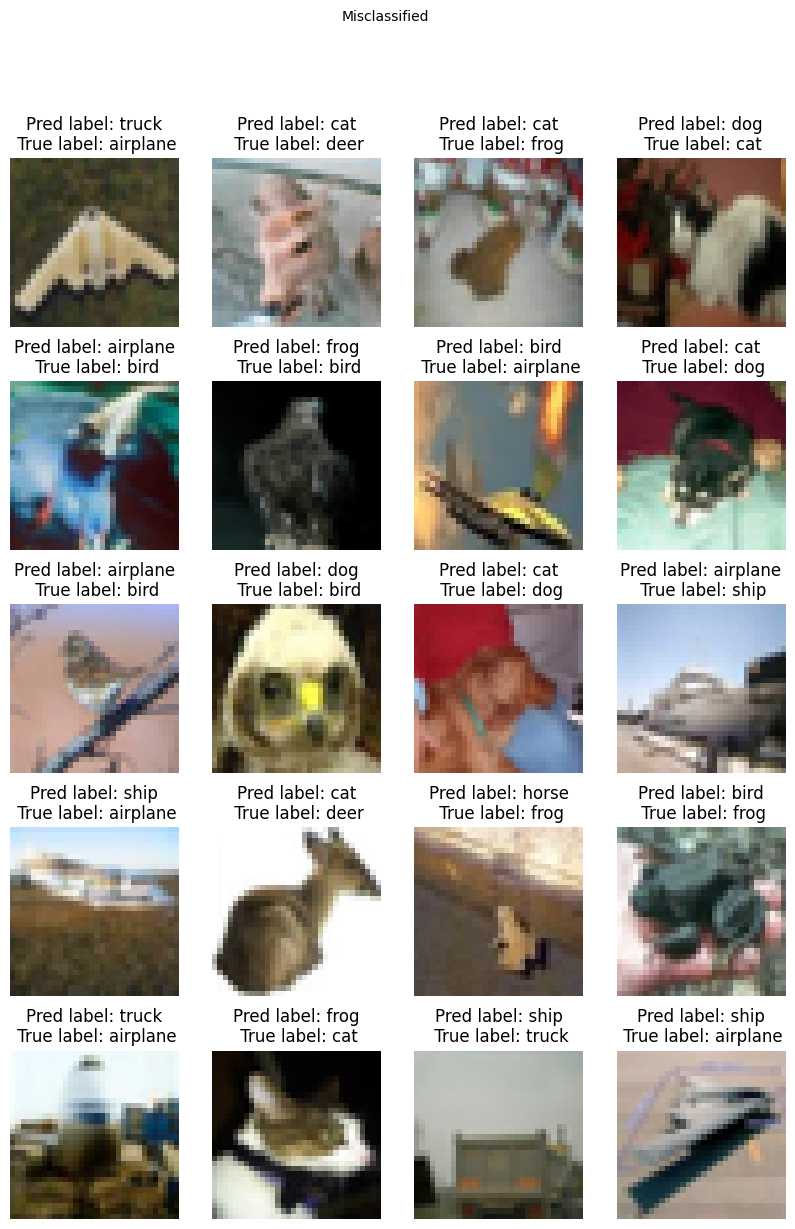 Misclassified
Pred label: truck
True label: airplane
Pred label: cat
True label: deer
Pred label: cat
True label: frog
Pred label: dog
True label: cat
Pred label: airplane
True label: bird
Pred label: frog
True label: bird
Pred label: bird
True label: airplane
Pred label: cat
True label: dog
Pred label: airplane
True label: bird
Pred label: dog
True label: bird
Pred label: cat
True label: dog
Pred label: airplane
True label: ship
Pred label: ship
True label: airplane
Pred label: cat
True label: deer
Pred label: horse
True label: frog
Pred label: bird
True label: frog
Pred label: truck
True label: airplane
Pred label: frog
True label: cat
Pred label: ship
True label: truck
Pred label: ship
True label: airplane